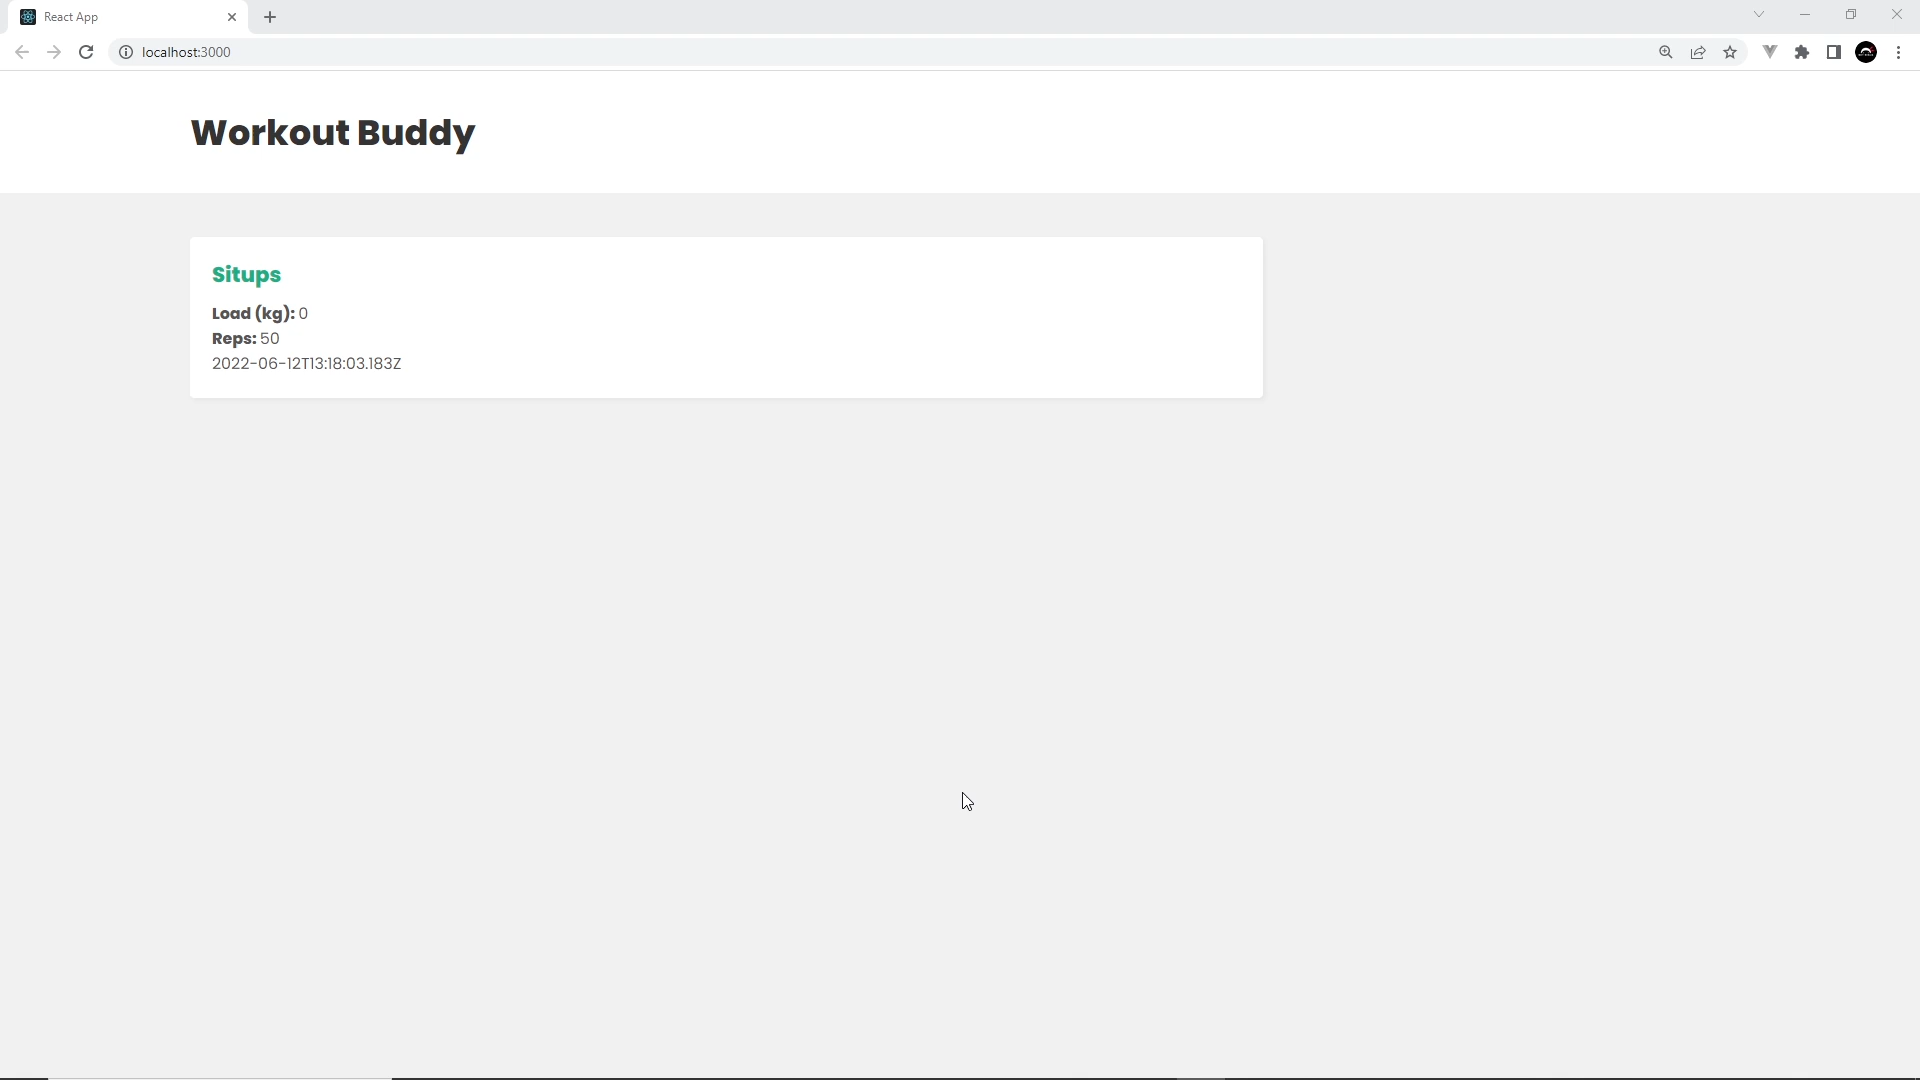 React App
localhost:3000
Workout Buddy
Situps
Load (kg): 0
Reps: 50
2022-06-12T13:18:03.183Z